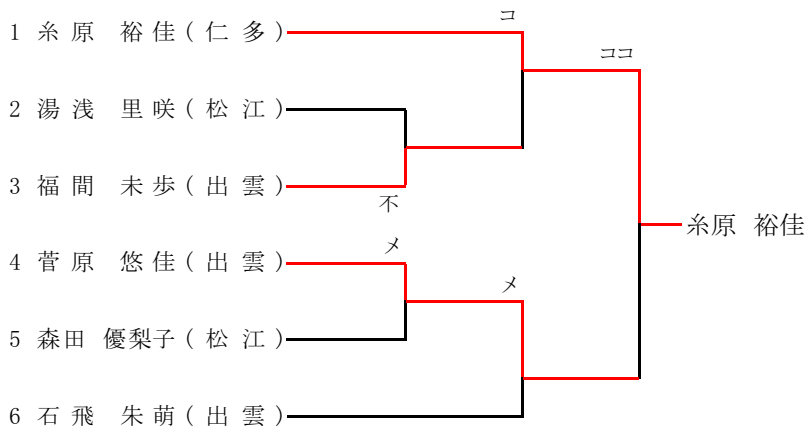 コ
1 糸原 裕佳(仁多)
ココ
2 湯浅 里咲(松江)
3 福間 未歩(出雲)
不
糸原 裕佳
メ
4 菅原 悠佳(出雲)
メ
5 森田 優梨子(松江)
6 石飛 朱萌(出雲)